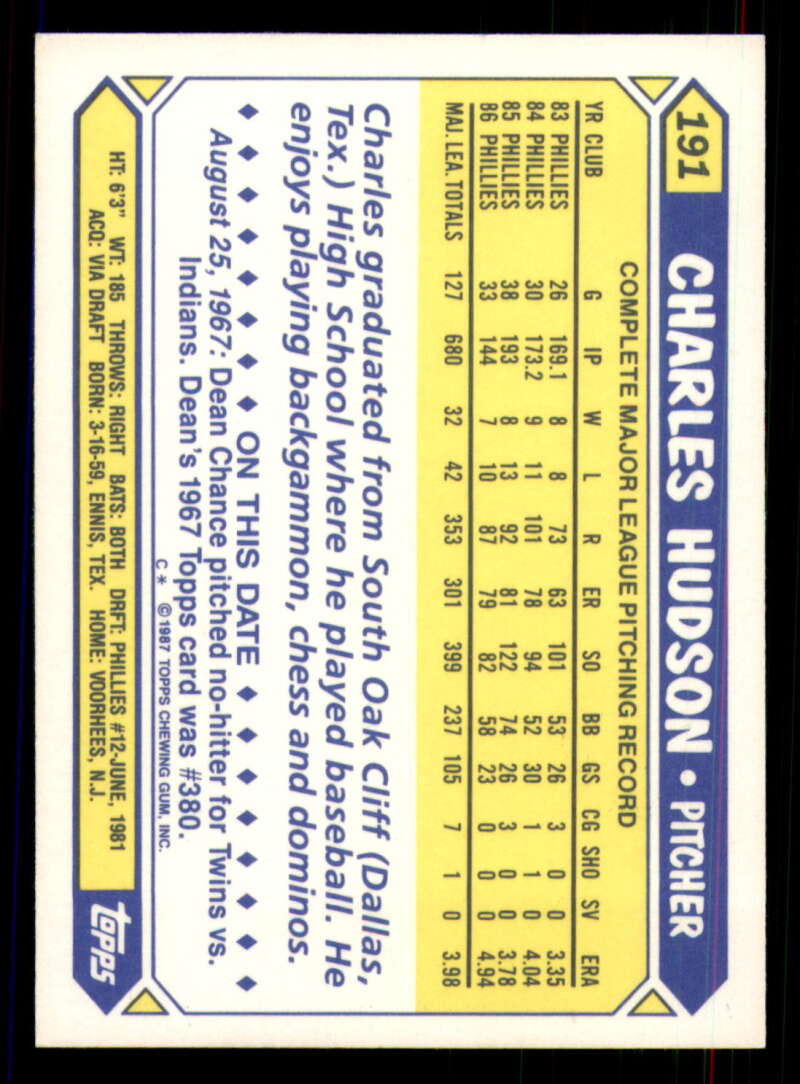 191 CHARLES HUDSON • PITCHER
COMPLETE MAJOR LEAGUE PITCHING RECORD
YR CLUB G IP W L R ER SO BB GS CG SHO SV ERA
83 PHILLIES 26 169.1 8 8 73 63 101 53 26 3 0 0 3.35
84 PHILLIES 30 173.2 9 11 101 78 94 52 30 1 1 0 4.04
85 PHILLIES 38 193 8 13 92 81 122 74 26 3 0 0 3.78
86 PHILLIES 33 144 7 10 87 79 82 58 23 0 0 0 4.94
MAJ. LEA. TOTALS 127 680 32 42 353 301 399 237 105 7 1 0 3.98
Charles graduated from South Oak Cliff (Dallas,
Tex.) High School where he played baseball. He
enjoys playing backgammon, chess and dominos.
◆ ◆ ◆ ◆ ◆ ◆ ◆ ◆ ON THIS DATE ◆ ◆ ◆ ◆ ◆ ◆ ◆ ◆
August 25, 1967: Dean Chance pitched no-hitter for Twins vs.
Indians. Dean's 1967 Topps card was #380.
C* ©1987 TOPPS CHEWING GUM, INC.
HT: 6'3" WT: 185 THROWS: RIGHT BATS: BOTH DRFT: PHILLIES #12-JUNE, 1981
ACQ: VIA DRAFT BORN: 3-16-59, ENNIS, TEX. HOME: VOORHEES, N.J.
topps